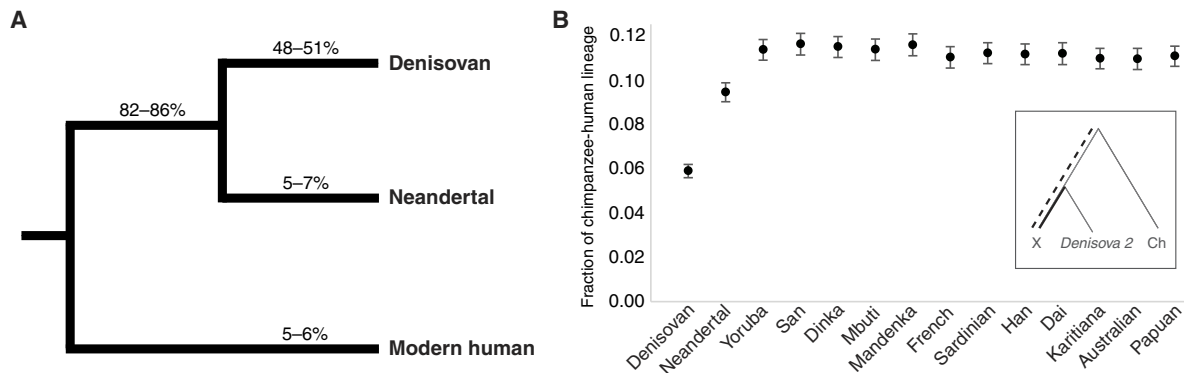 A
48–51%
Denisovan
82–86%
5–7%
Neandertal
5–6%
Modern human
B
Fraction of chimpanzee-human lineage
0.12
0.10
0.08
0.06
0.04
0.02
0.00
X
Denisova 2
Ch
Denisovan
Neandertal
Yoruba
San
Dinka
Mbuti
Mandenka
French
Sardinian
Han
Dai
Karitiana
Australian
Papuan